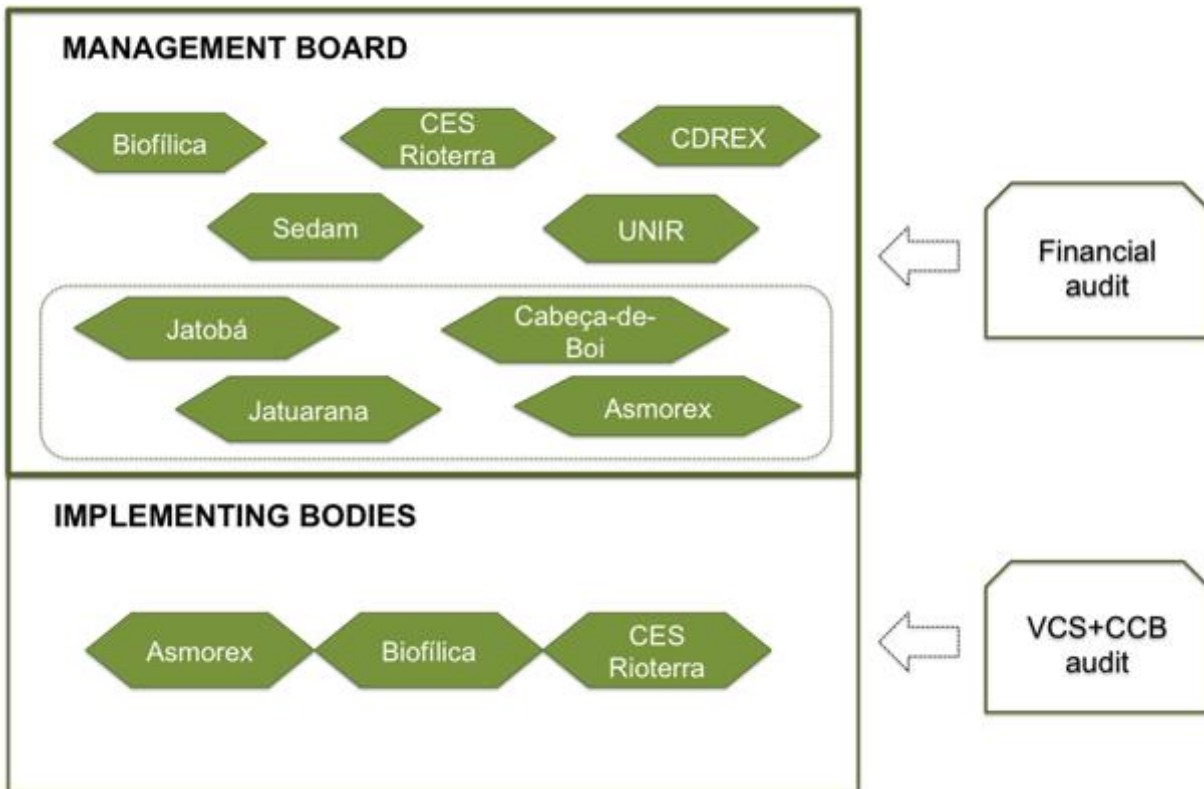 MANAGEMENT BOARD
Biofílica
CES
Rioterra
CDREX
Sedam
UNIR
Jatobá
Cabeça-de-
Boi
Jatuarana
Asmorex
Financial
audit
IMPLEMENTING BODIES
Asmorex
Biofílica
CES
Rioterra
VCS+CCB
audit